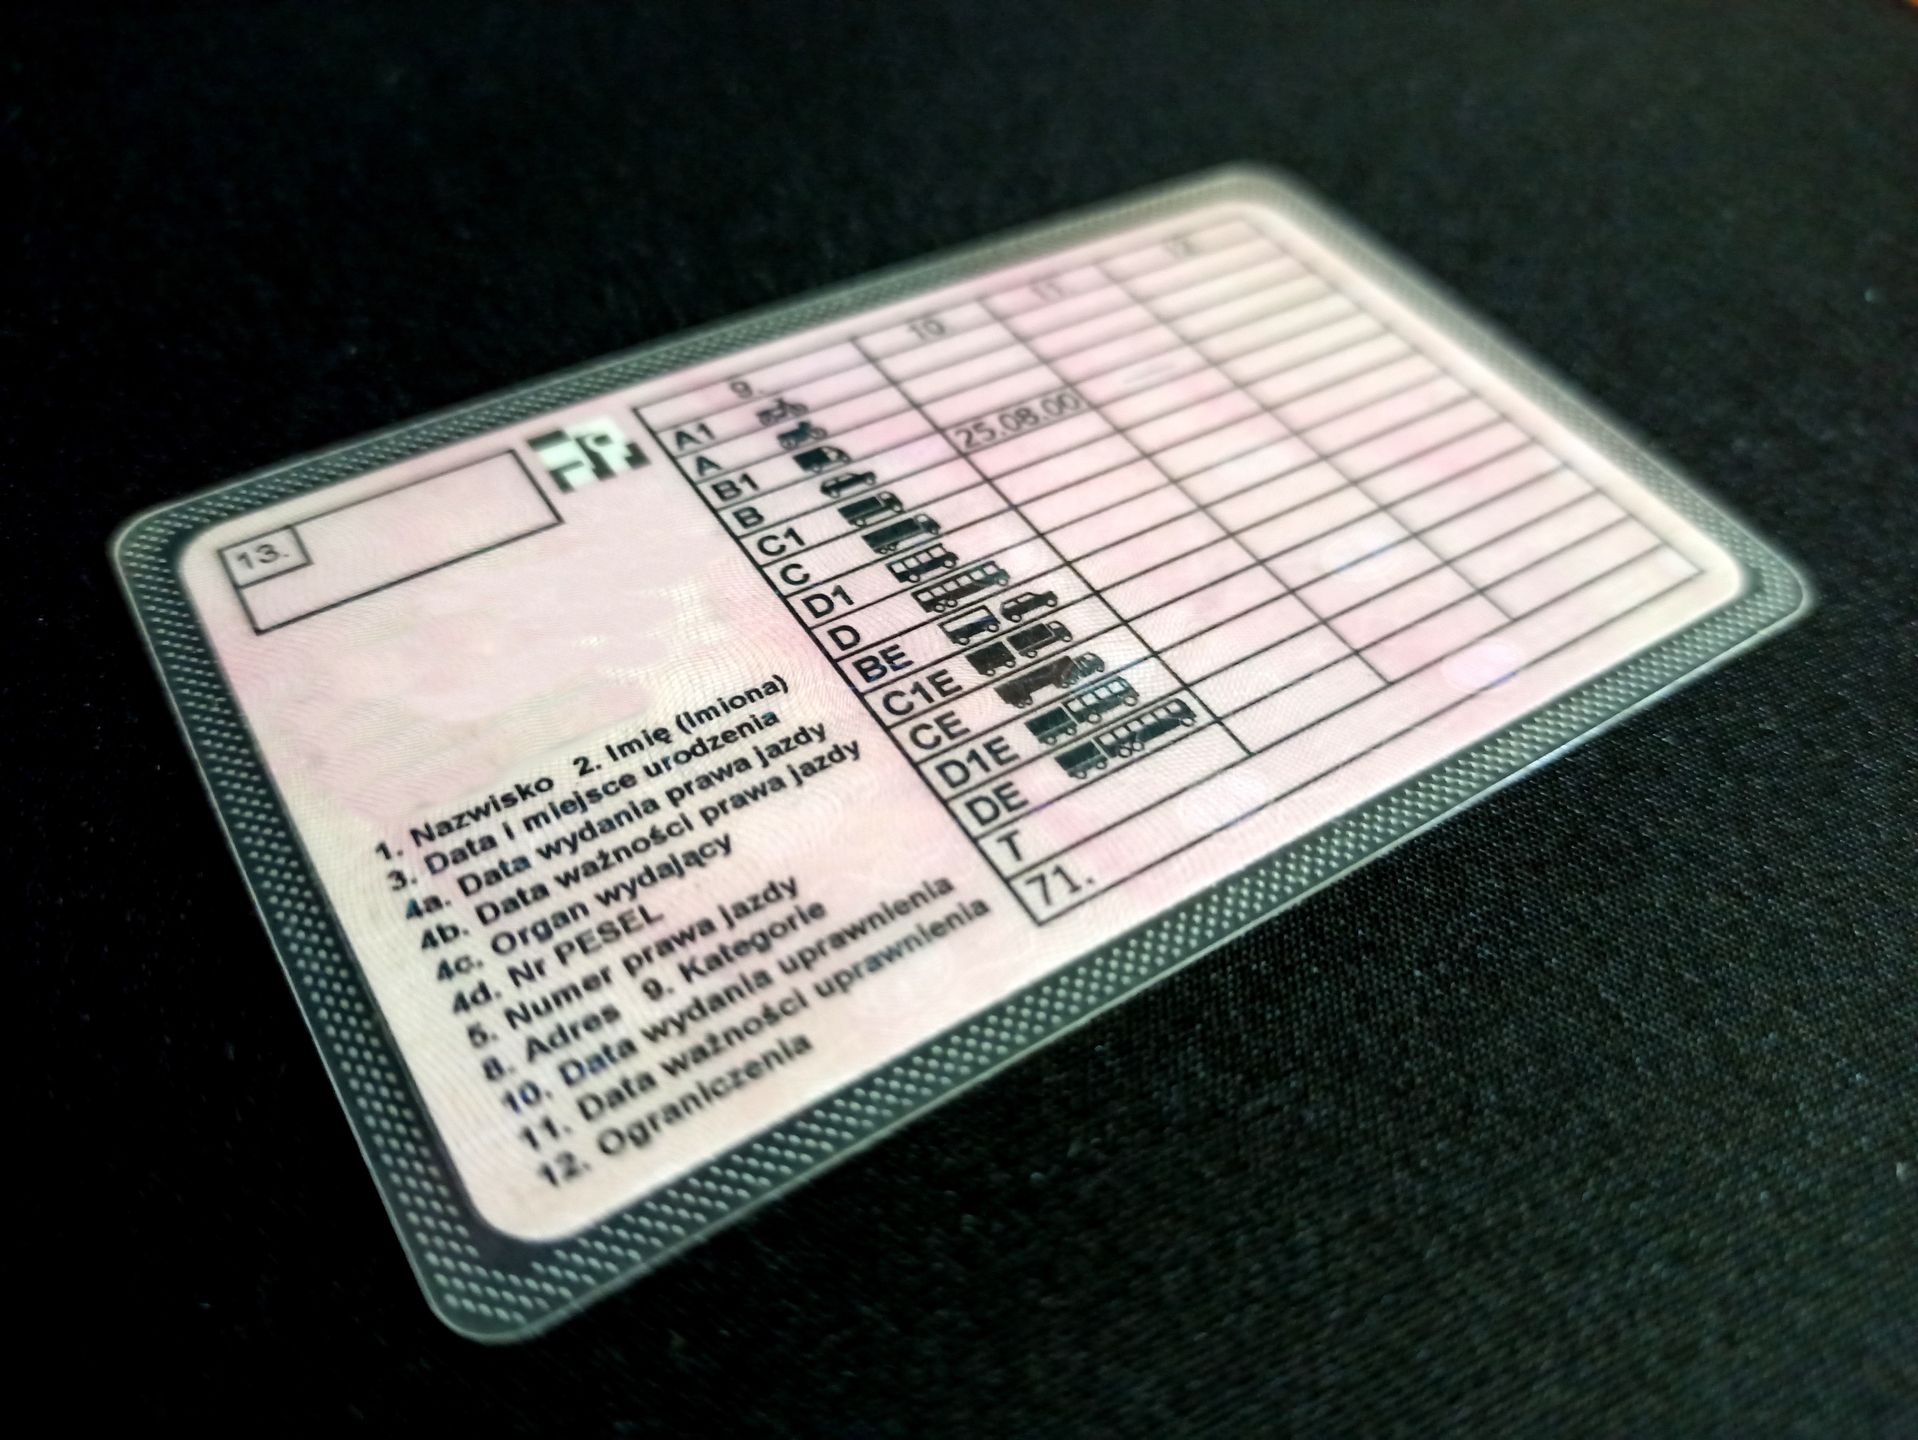 13.
9. 10. 11. 12.
A1
A
B1
B 25.08.00
C1
C
D1
D
BE
C1E
CE
D1E
DE
T
71.
1. Nazwisko 2. Imię (Imiona)
3. Data i miejsce urodzenia
4a. Data wydania prawa jazdy
4b. Data ważności prawa jazdy
4c. Organ wydający
4d. Nr PESEL
5. Numer prawa jazdy
8. Adres 9. Kategorie
10. Data wydania uprawnienia
11. Data ważności uprawnienia
12. Ograniczenia